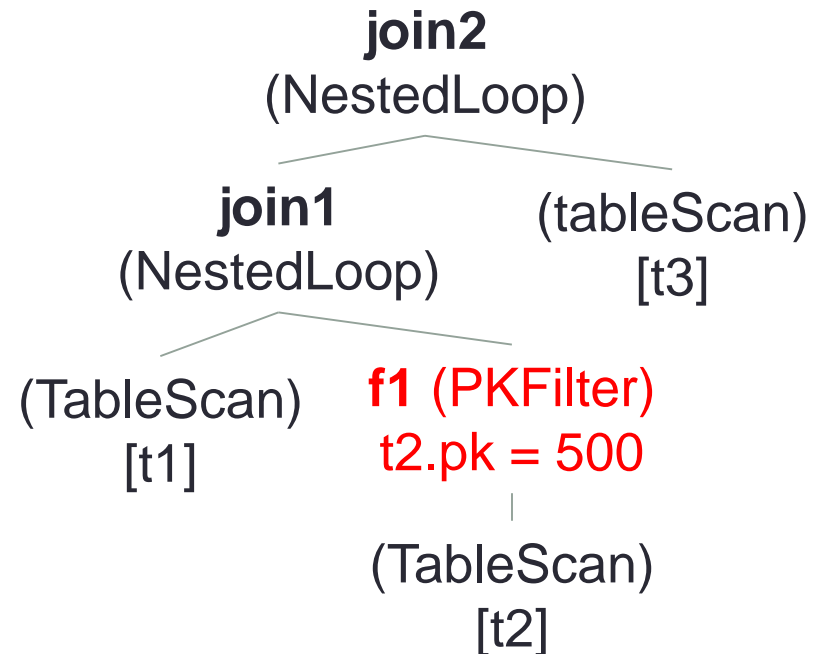 join2
(NestedLoop)
join1
(NestedLoop)
(tableScan)
[t3]
(TableScan)
[t1]
f1 (PKFilter)
t2.pk = 500
(TableScan)
[t2]